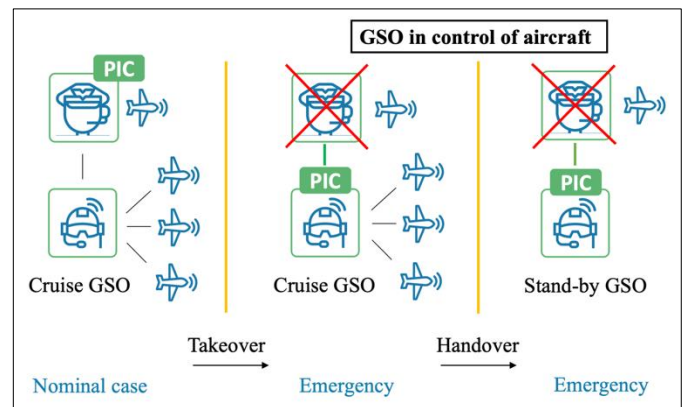 GSO in control of aircraft
PIC
PIC
PIC
Cruise GSO
Cruise GSO
Stand-by GSO
Takeover
Handover
Nominal case
Emergency
Emergency